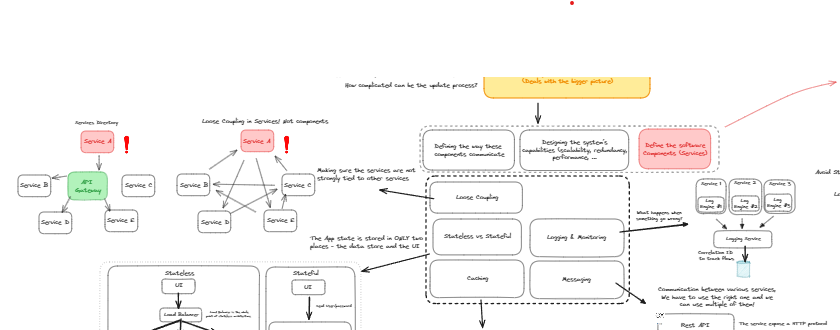 How complicated can be the update process?
(Deals with the bigger picture)
Services Directory
Service A
API
Gateway
Service B
Service C
Service D
Service E
Loose Coupling in Services! Not components
Service A
Service B
Service C
Service D
Service E
Making sure the services are not
strongly tied to other services
Defining the way these
components communicate
Designing the system's
capabilities (scalability, redundancy,
performance, ...
Define the software
Components (Services)
Loose Coupling
Stateless vs Stateful
Logging & Monitoring
Caching
Messaging
The App state is stored in ONLY two
places - the data store and the UI
What happens when
something go wrong?
Service 1
Service 2
Service 3
Log
Engine #1
Log
Engine #2
Log
Engine #3
Logging Service
Correlation ID
to track flows
Avoid St
Lo
Communication between various services,
We have to use the right one and we
can use multiple of them!
Rest API
The service expose a HTTP protocol
Stateless
UI
Load Balancer
Stateful
UI